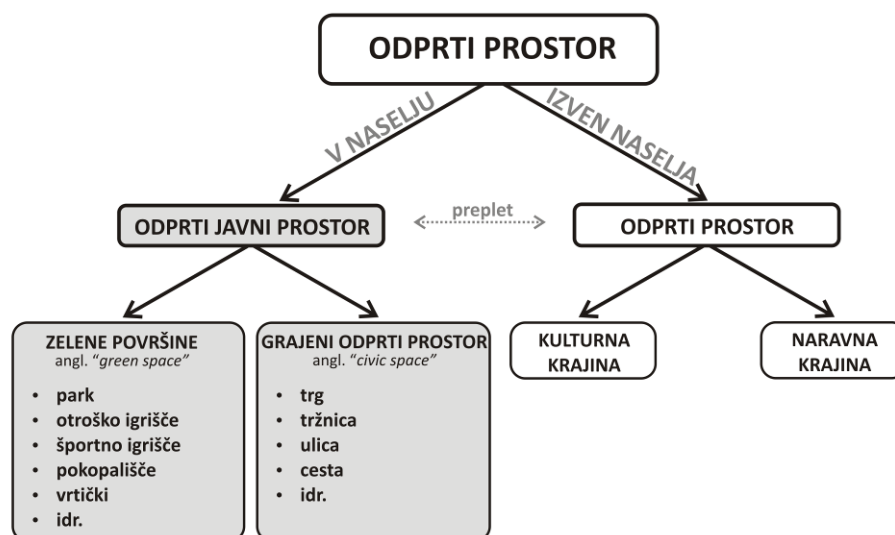 ODPRTI PROSTOR
V NASELJU
IZVEN NASELJA
ODPRTI JAVNI PROSTOR
preplet
ODPRTI PROSTOR
ZELENE POVRŠINE
angl. "green space"
• park
• otroško igrišče
• športno igrišče
• pokopališče
• vrtički
• idr.
GRAJENI ODPRTI PROSTOR
angl. "civic space"
• trg
• tržnica
• ulica
• cesta
• idr.
KULTURNA
KRAJINA
NARAVNA
KRAJINA